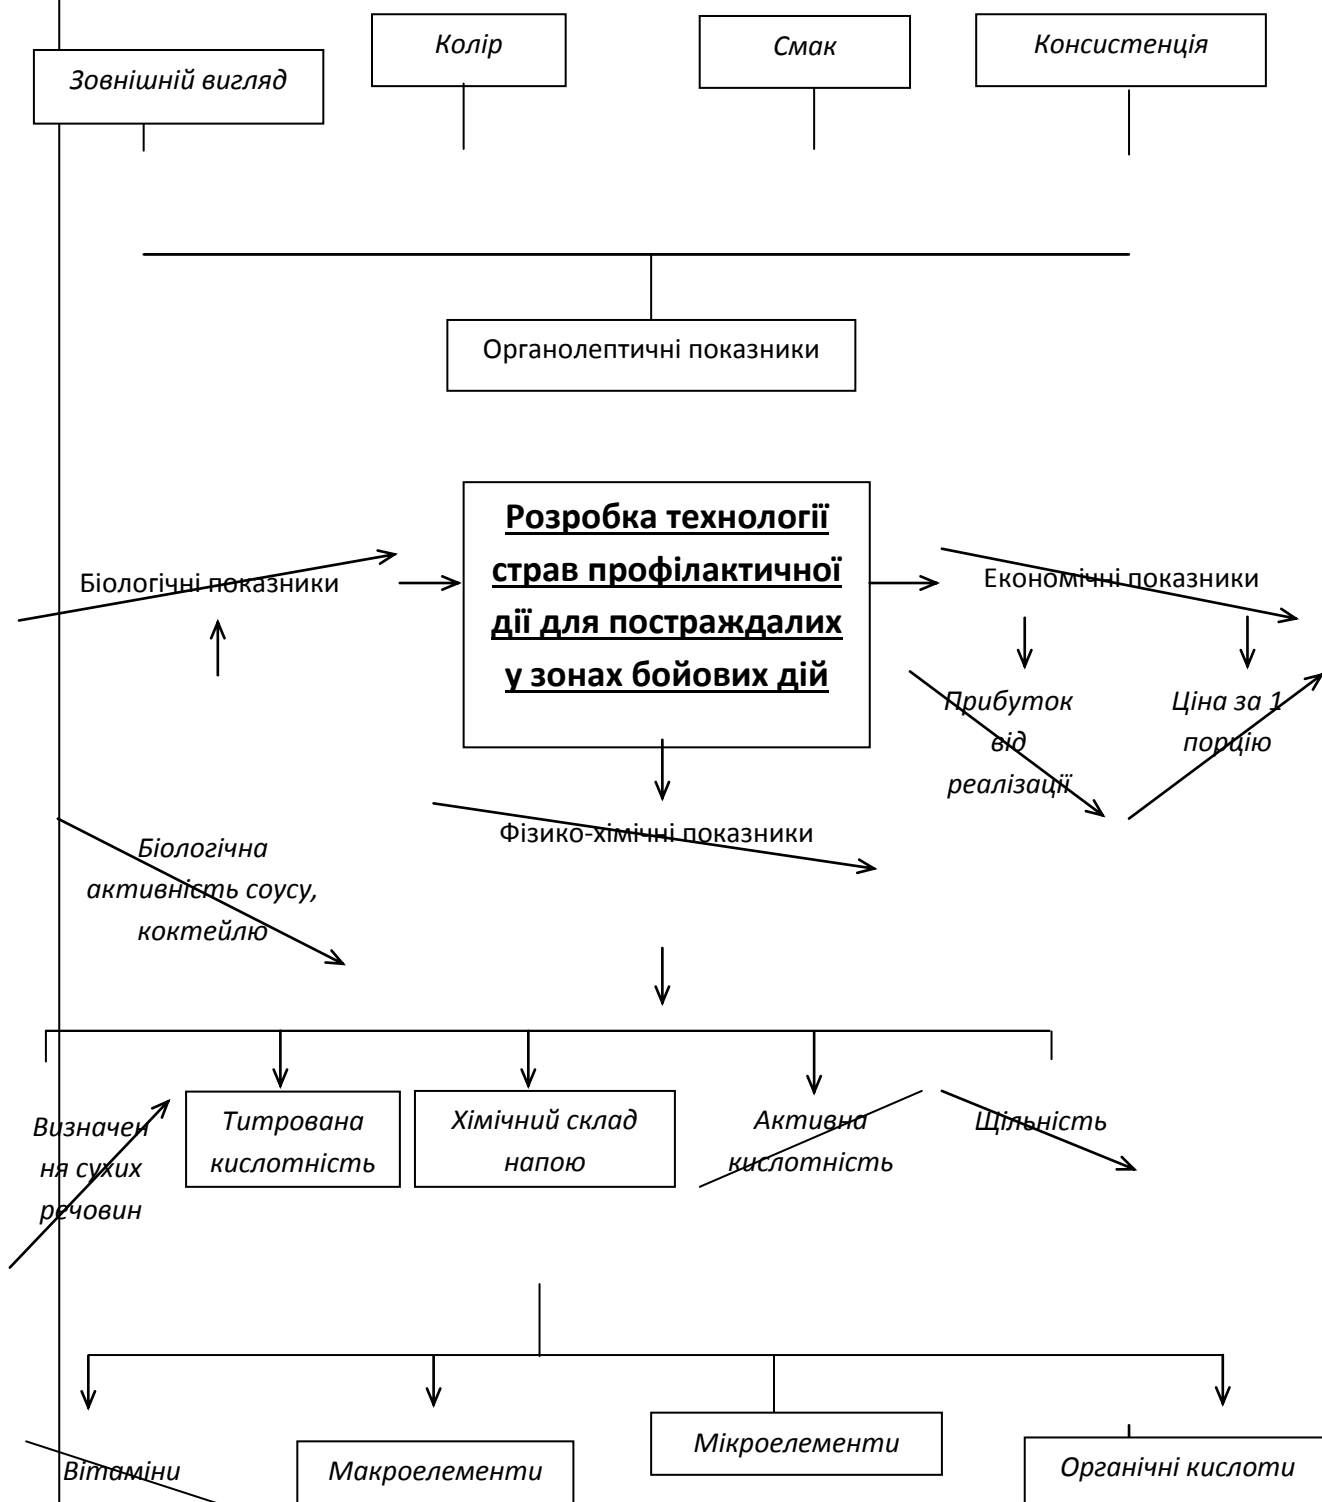 Зовнішній вигляд
Колір
Смак
Консистенція
Органолептичні показники
Розробка технології
страв профілактичної
дії для постраждалих
у зонах бойових дій
Біологічні показники
Економічні показники
Прибуток
від
реалізації
Ціна за 1
порцію
Фізико-хімічні показники
Біологічна
активність соусу,
коктейлю
Визначен
ня сухих
речовин
Титрована
кислотність
Хімічний склад
напою
Активна
кислотність
Щільність
Вітаміни
Макроелементи
Мікроелементи
Органічні кислоти